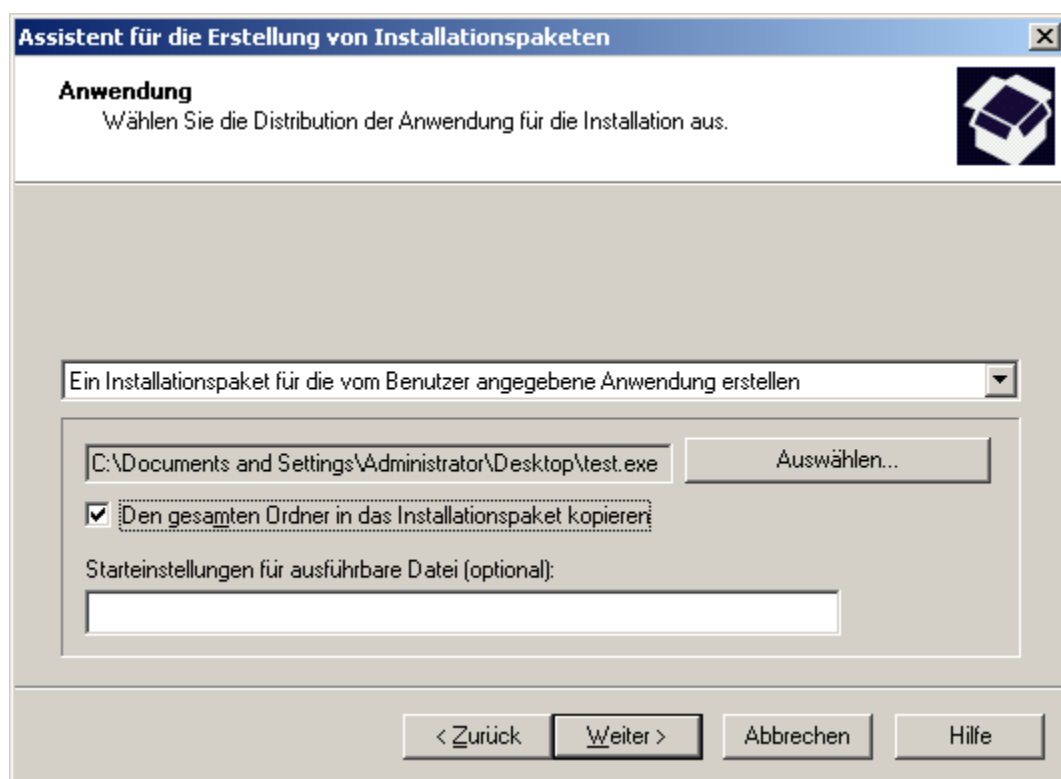 Assistent für die Erstellung von Installationspaketen
Anwendung
Wählen Sie die Distribution der Anwendung für die Installation aus.
Ein Installationspaket für die vom Benutzer angegebene Anwendung erstellen
C:\Documents and Settings\Administrator\Desktop\test.exe
Auswählen...
Den gesamten Ordner in das Installationspaket kopieren
Starteinstellungen für ausführbare Datei (optional):
< Zurück
Weiter >
Abbrechen
Hilfe